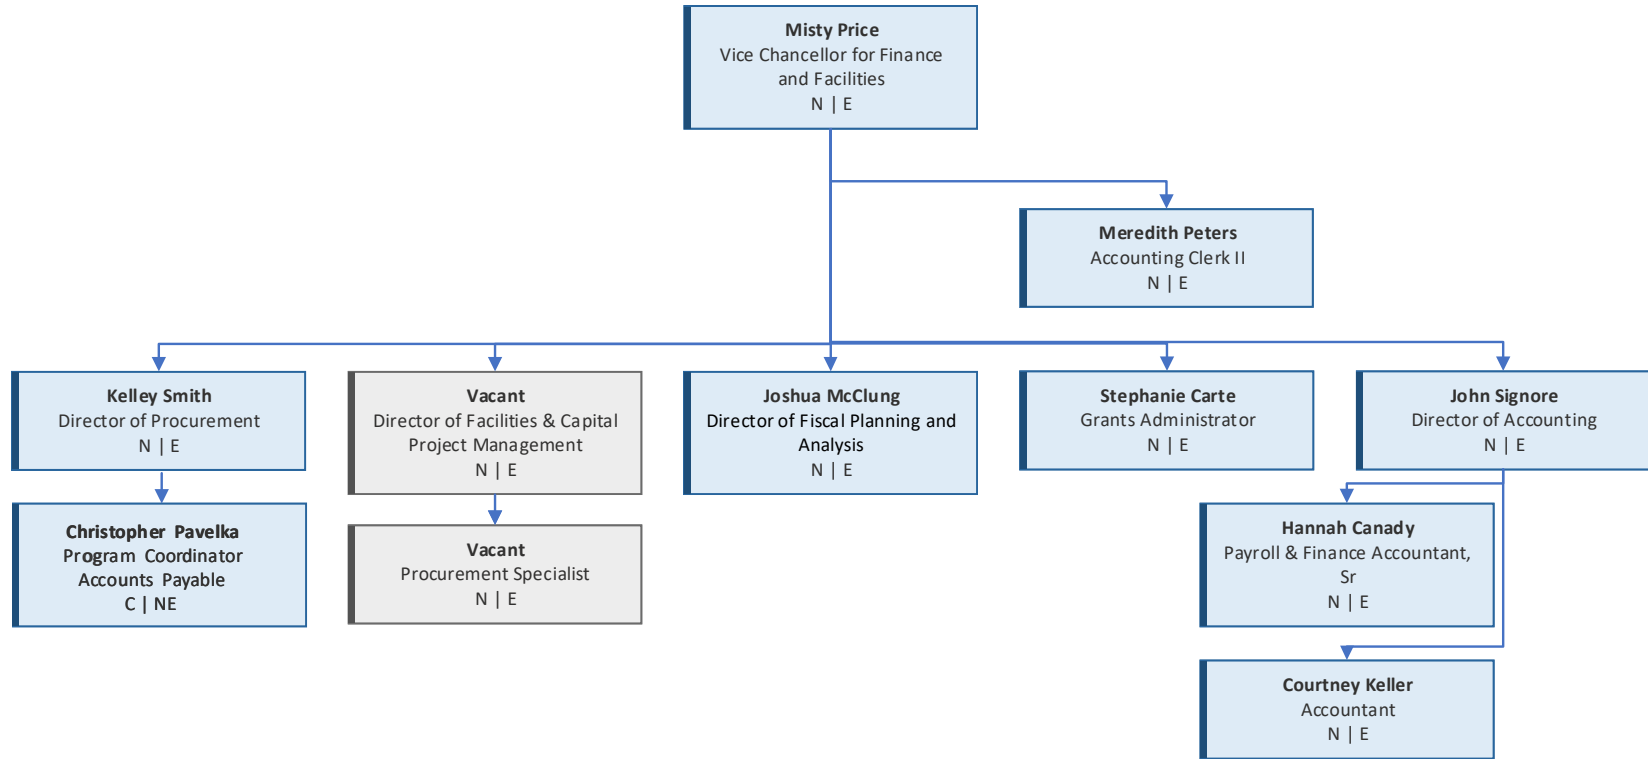 Misty Price
Vice Chancellor for Finance
and Facilities
N | E
Meredith Peters
Accounting Clerk II
N | E
Kelley Smith
Director of Procurement
N | E
Vacant
Director of Facilities & Capital
Project Management
N | E
Joshua McClung
Director of Fiscal Planning and
Analysis
N | E
Stephanie Carte
Grants Administrator
N | E
John Signore
Director of Accounting
N | E
Christopher Pavelka
Program Coordinator
Accounts Payable
C | NE
Vacant
Procurement Specialist
N | E
Hannah Canady
Payroll & Finance Accountant,
Sr
N | E
Courtney Keller
Accountant
N | E